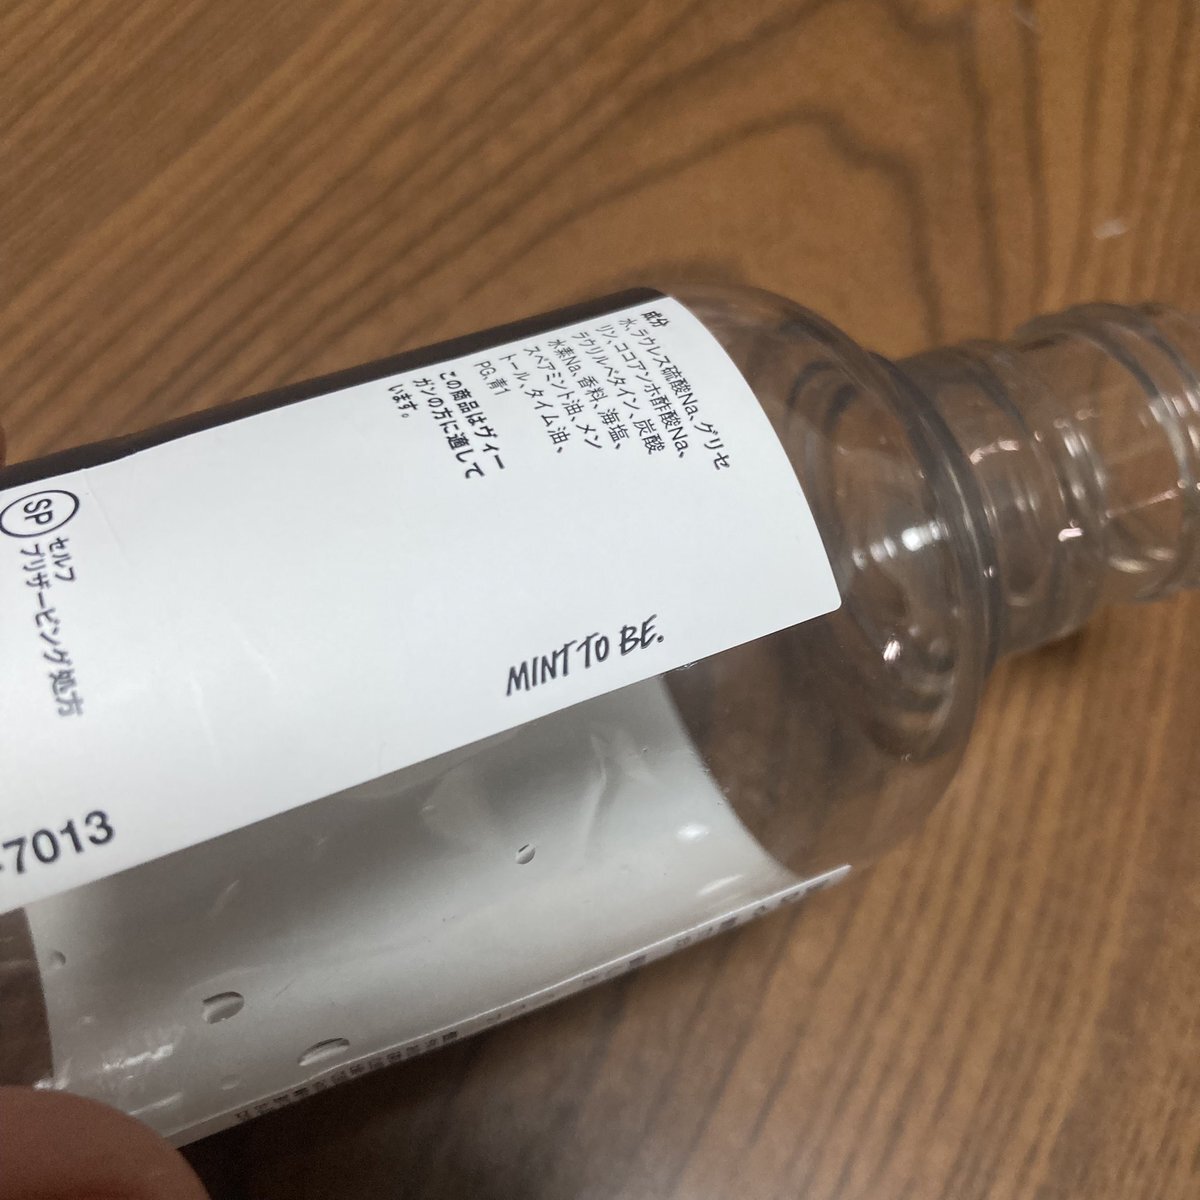 成分
水、ラウレス硫酸Na、グリセ
リン、ココアンホ酢酸Na、
ラウリルベタイン、炭酸
水素Na、香料、海塩、
スペアミント油、メン
トール、タイム油、
PG、青1
この商品はヴィー
ガンの方に適して
います。
MINT TO BE.
SP
セルフ
プリザービング処方
-7013